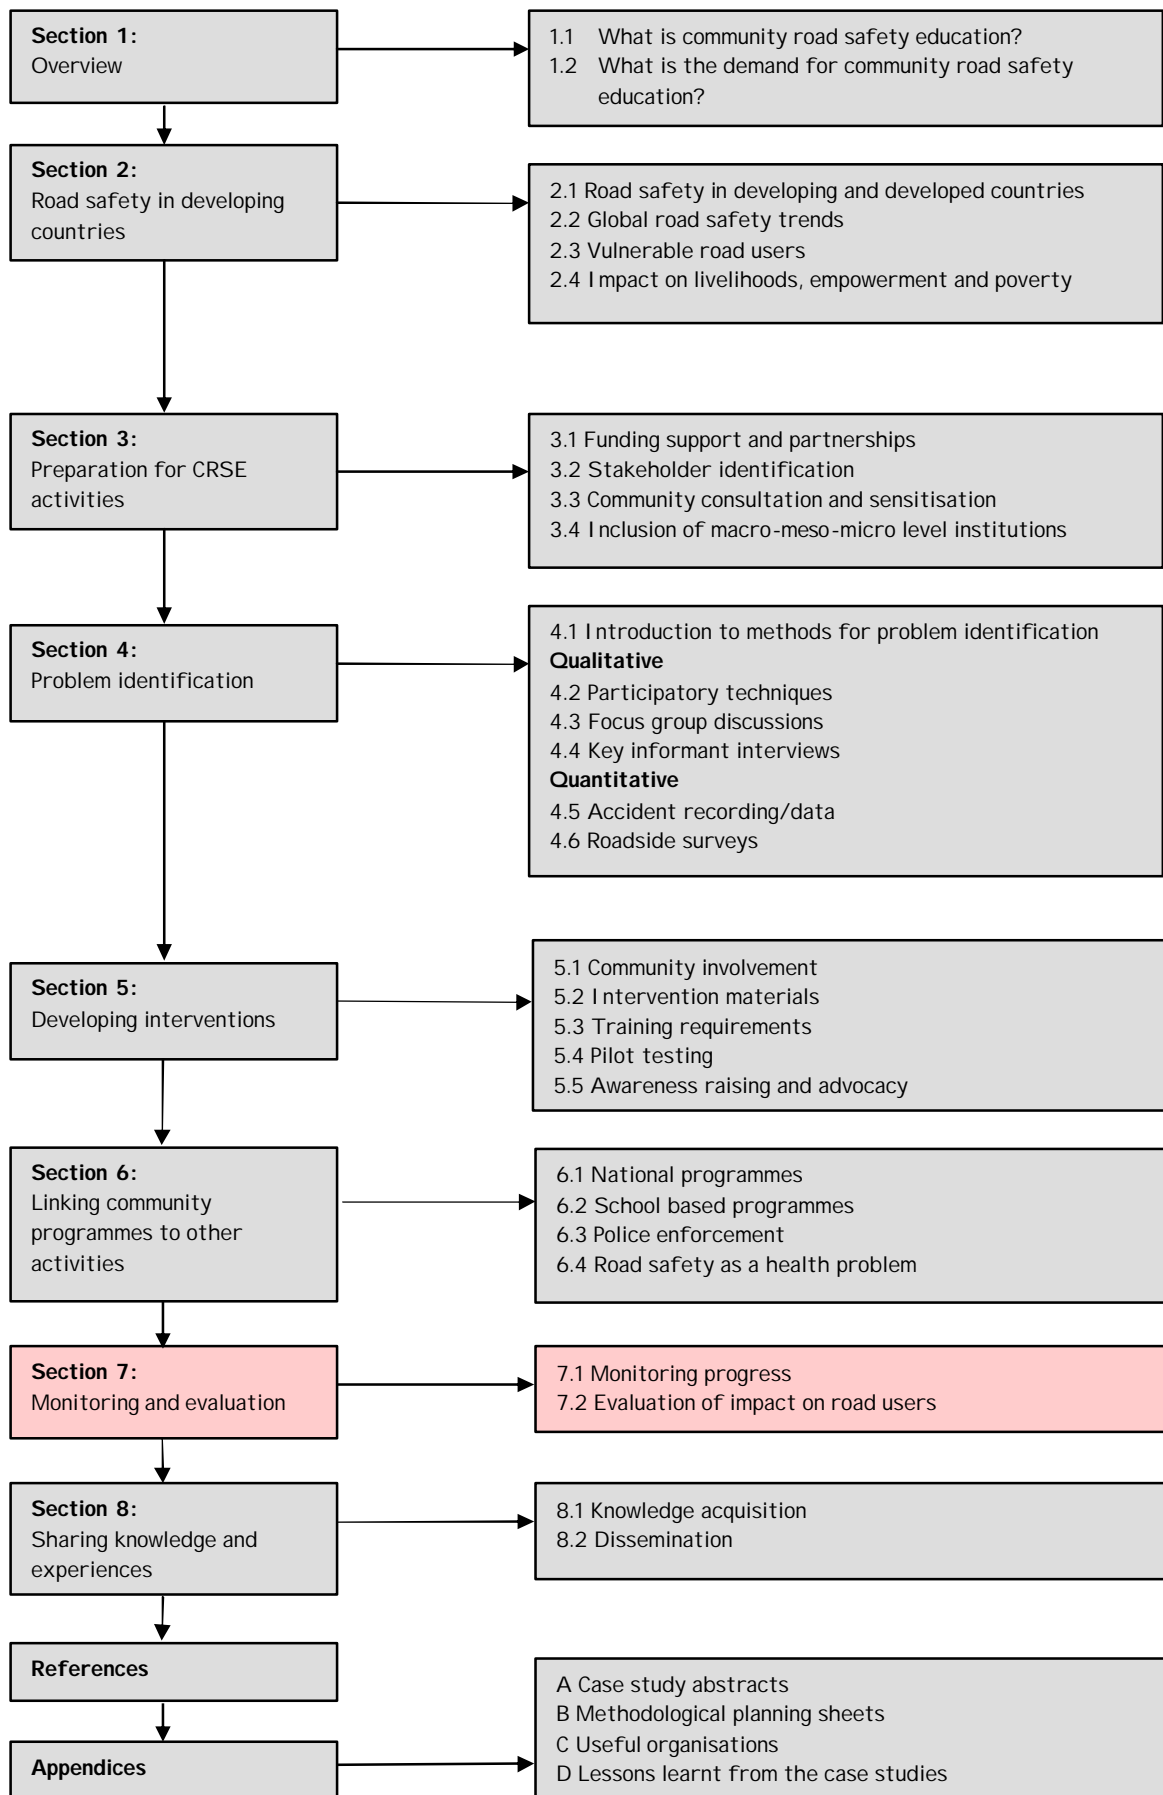 Section 1:
Overview
1.1 What is community road safety education?
1.2 What is the demand for community road safety
education?
Section 2:
Road safety in developing
countries
2.1 Road safety in developing and developed countries
2.2 Global road safety trends
2.3 Vulnerable road users
2.4 Impact on livelihoods, empowerment and poverty
Section 3:
Preparation for CRSE
activities
3.1 Funding support and partnerships
3.2 Stakeholder identification
3.3 Community consultation and sensitisation
3.4 Inclusion of macro-meso-micro level institutions
Section 4:
Problem identification
4.1 Introduction to methods for problem identification
Qualitative
4.2 Participatory techniques
4.3 Focus group discussions
4.4 Key informant interviews
Quantitative
4.5 Accident recording/data
4.6 Roadside surveys
Section 5:
Developing interventions
5.1 Community involvement
5.2 Intervention materials
5.3 Training requirements
5.4 Pilot testing
5.5 Awareness raising and advocacy
Section 6:
Linking community
programmes to other
activities
6.1 National programmes
6.2 School based programmes
6.3 Police enforcement
6.4 Road safety as a health problem
Section 7:
Monitoring and evaluation
7.1 Monitoring progress
7.2 Evaluation of impact on road users
Section 8:
Sharing knowledge and
experiences
8.1 Knowledge acquisition
8.2 Dissemination
References
Appendices
A Case study abstracts
B Methodological planning sheets
C Useful organisations
D Lessons learnt from the case studies